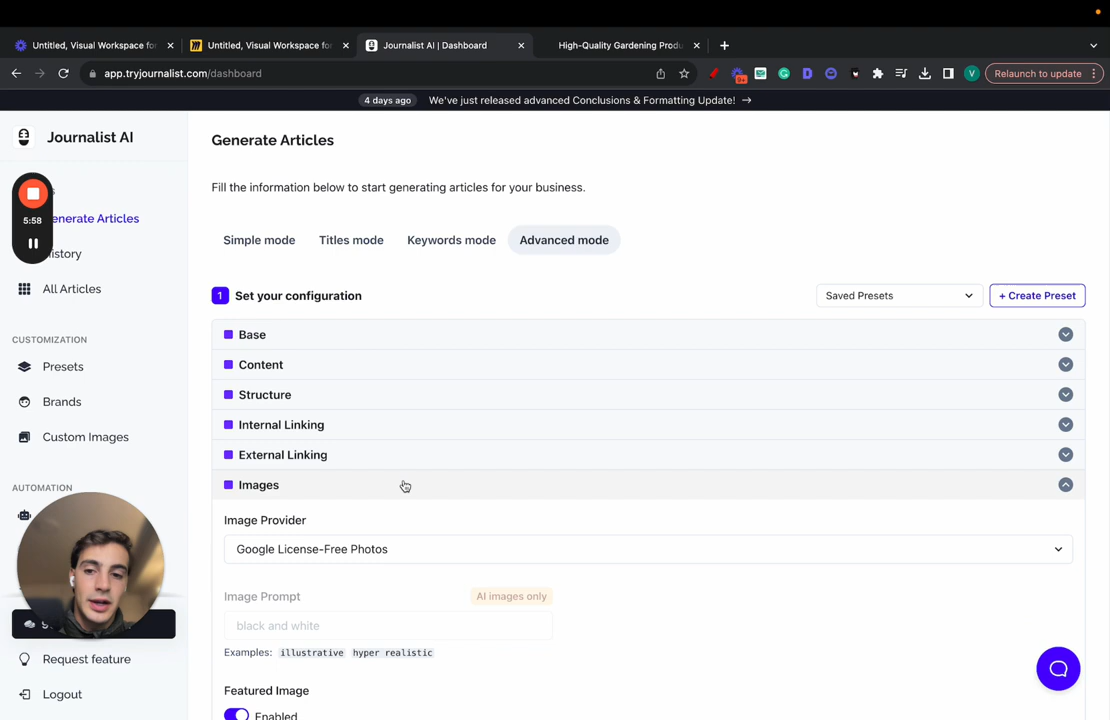 Untitled, Visual Workspace for
Untitled, Visual Workspace for
Journalist AI | Dashboard
High-Quality Gardening Produ
app.tryjournalist.com/dashboard
9+
V
Relaunch to update
4 days ago We've just released advanced Conclusions & Formatting Update! →
Journalist AI
5:58
enerate Articles
istory
All Articles
CUSTOMIZATION
Presets
Brands
Custom Images
AUTOMATION
Request feature
Logout
Generate Articles
Fill the information below to start generating articles for your business.
Simple mode Titles mode Keywords mode Advanced mode
1 Set your configuration
Saved Presets
+ Create Preset
Base
Content
Structure
Internal Linking
External Linking
Images
Image Provider
Google License-Free Photos
Image Prompt AI images only
black and white
Examples: illustrative hyper realistic
Featured Image
Enabled